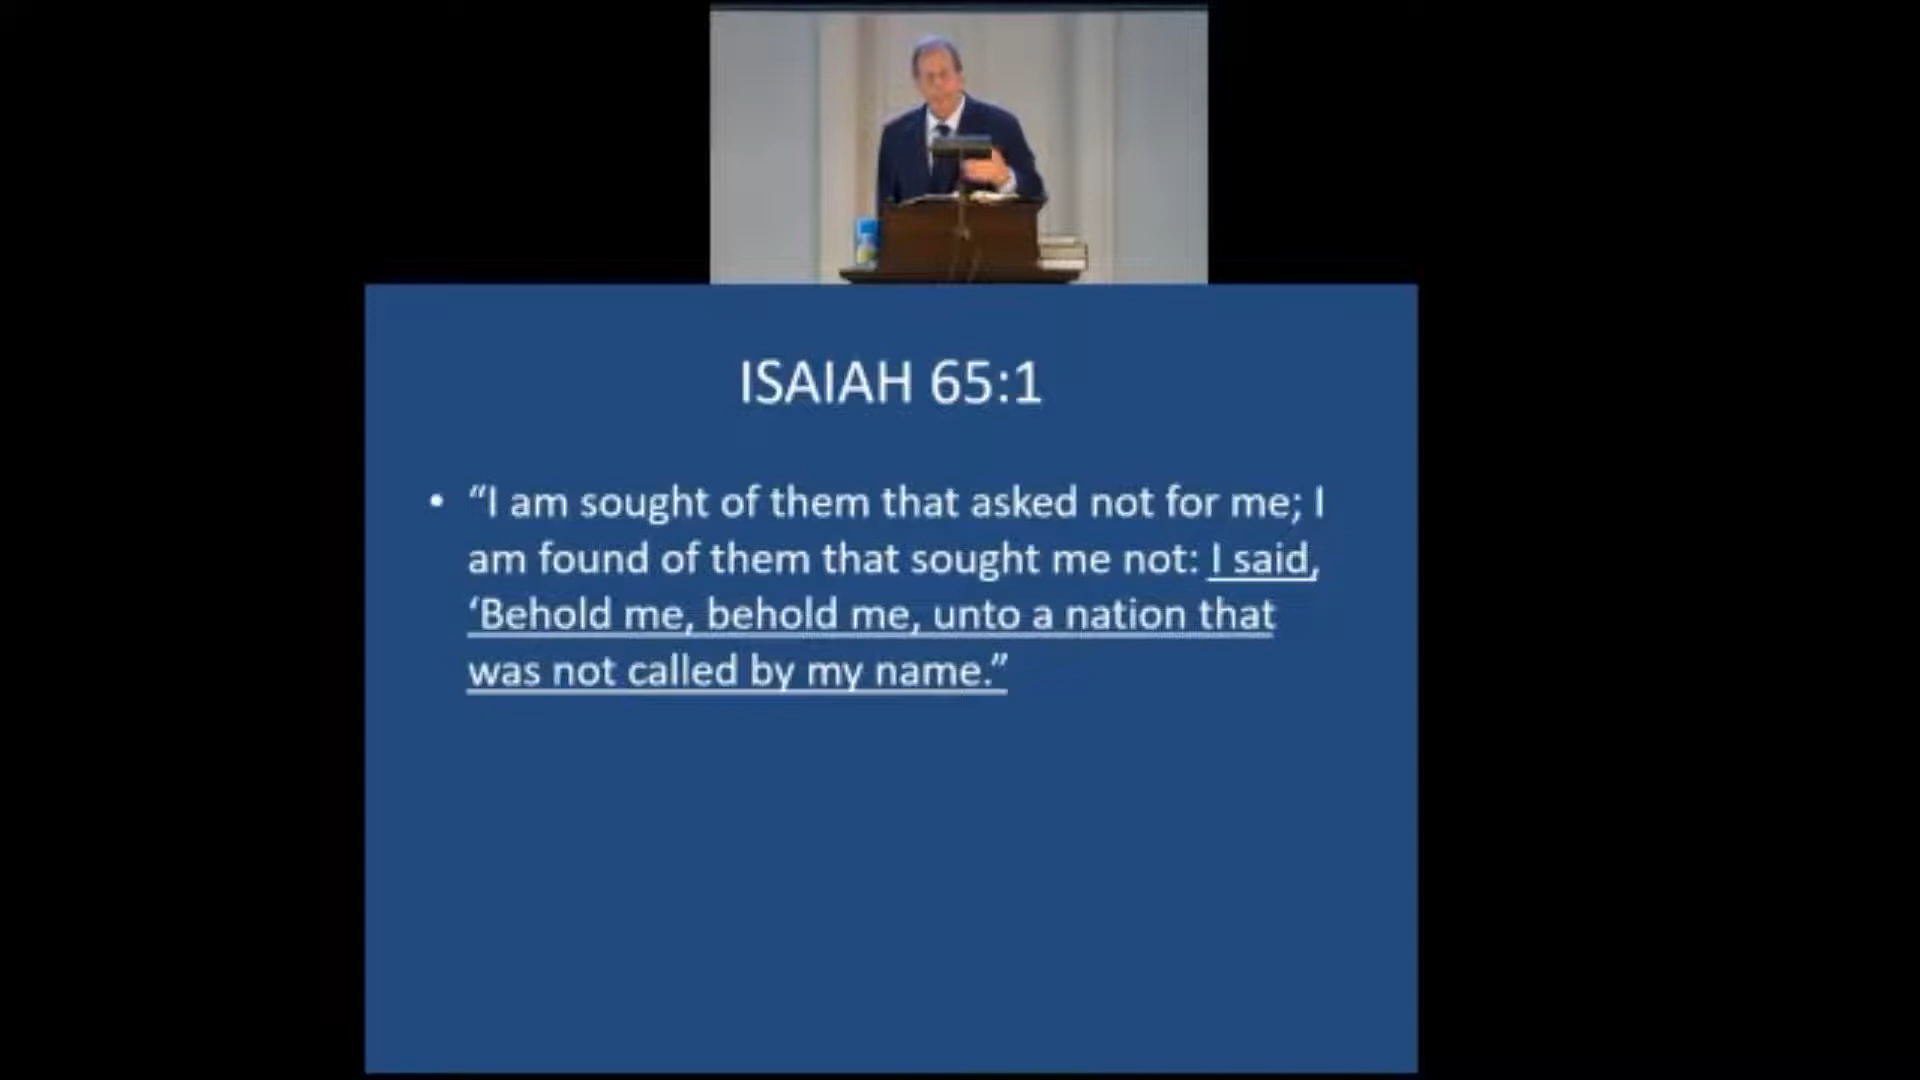 ISAIAH 65:1
• “I am sought of them that asked not for me; I
am found of them that sought me not: I said,
‘Behold me, behold me, unto a nation that
was not called by my name.”